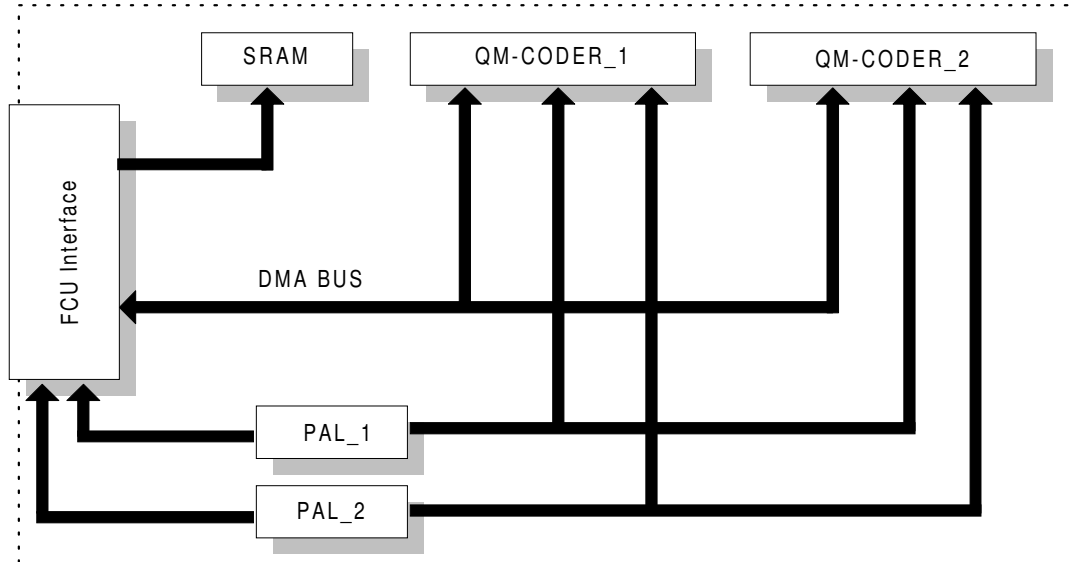 SRAM
QM-CODER_1
QM-CODER_2
FCU Interface
DMA BUS
PAL_1
PAL_2